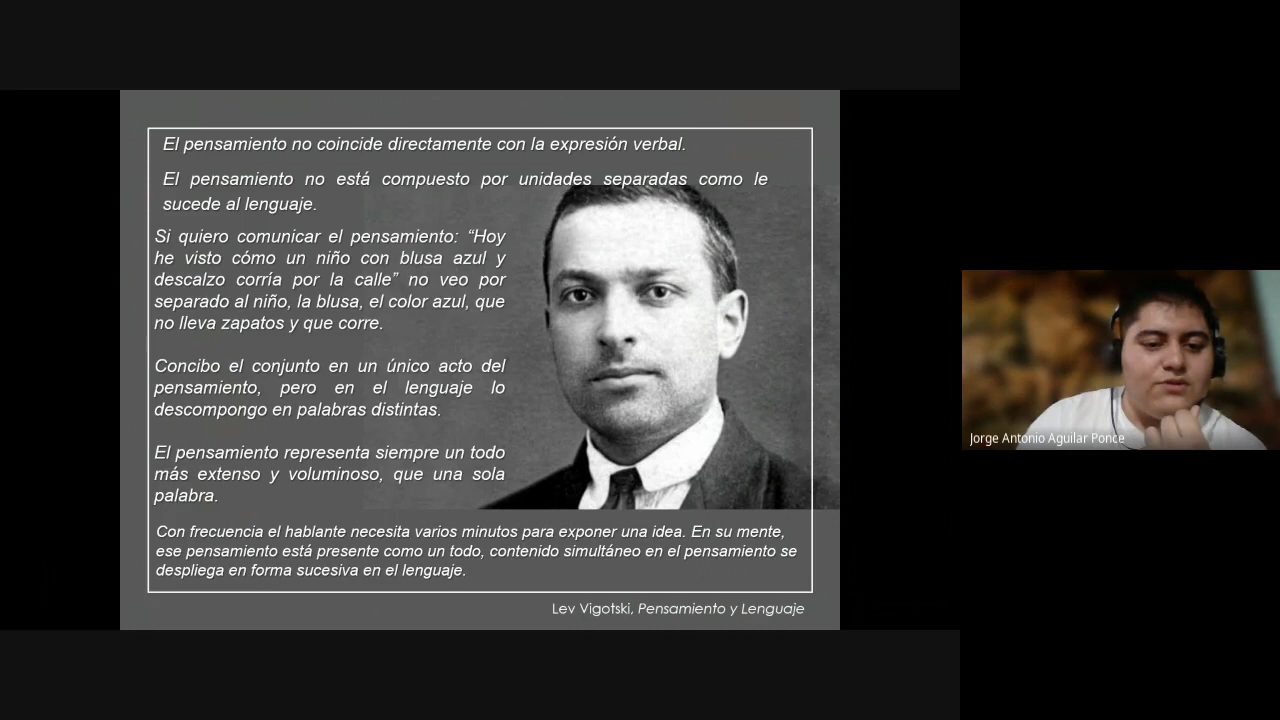 El pensamiento no coincide directamente con la expresión verbal.
El pensamiento no está compuesto por unidades separadas como le
sucede al lenguaje.
Si quiero comunicar el pensamiento: “Hoy
he visto cómo un niño con blusa azul y
descalzo corría por la calle” no veo por
separado al niño, la blusa, el color azul, que
no lleva zapatos y que corre.
Concibo el conjunto en un único acto del
pensamiento, pero en el lenguaje lo
descompongo en palabras distintas.
El pensamiento representa siempre un todo
más extenso y voluminoso, que una sola
palabra.
Con frecuencia el hablante necesita varios minutos para exponer una idea. En su mente,
ese pensamiento está presente como un todo, contenido simultáneo en el pensamiento se
despliega en forma sucesiva en el lenguaje.
Lev Vigotski, Pensamiento y Lenguaje
Jorge Antonio Aguilar Ponce